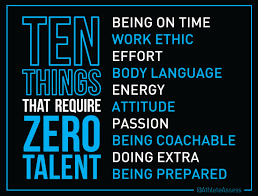 TEN
THINGS
THAT REQUIRE
ZERO
TALENT
BEING ON TIME
WORK ETHIC
EFFORT
BODY LANGUAGE
ENERGY
ATTITUDE
PASSION
BEING COACHABLE
DOING EXTRA
BEING PREPARED
@AthleteAssess